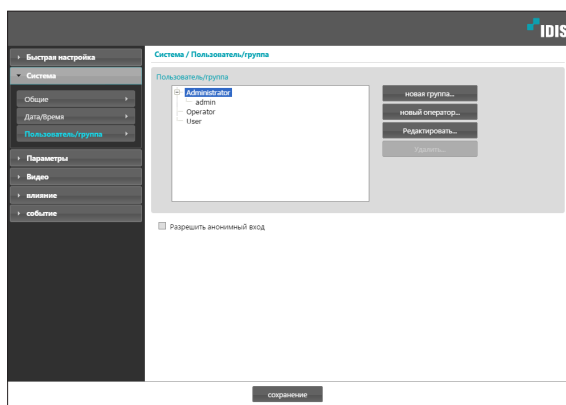 IDIS
Быстрая настройка
Система
Общие
Дата/Время
Пользователь/группа
Параметры
Видео
влияние
событие
Система / Пользователь/группа
Пользователь/группа
Administrator
admin
Operator
User
новая группа...
новый оператор...
Редактировать...
Удалить...
Разрешить анонимный вход
сохранение